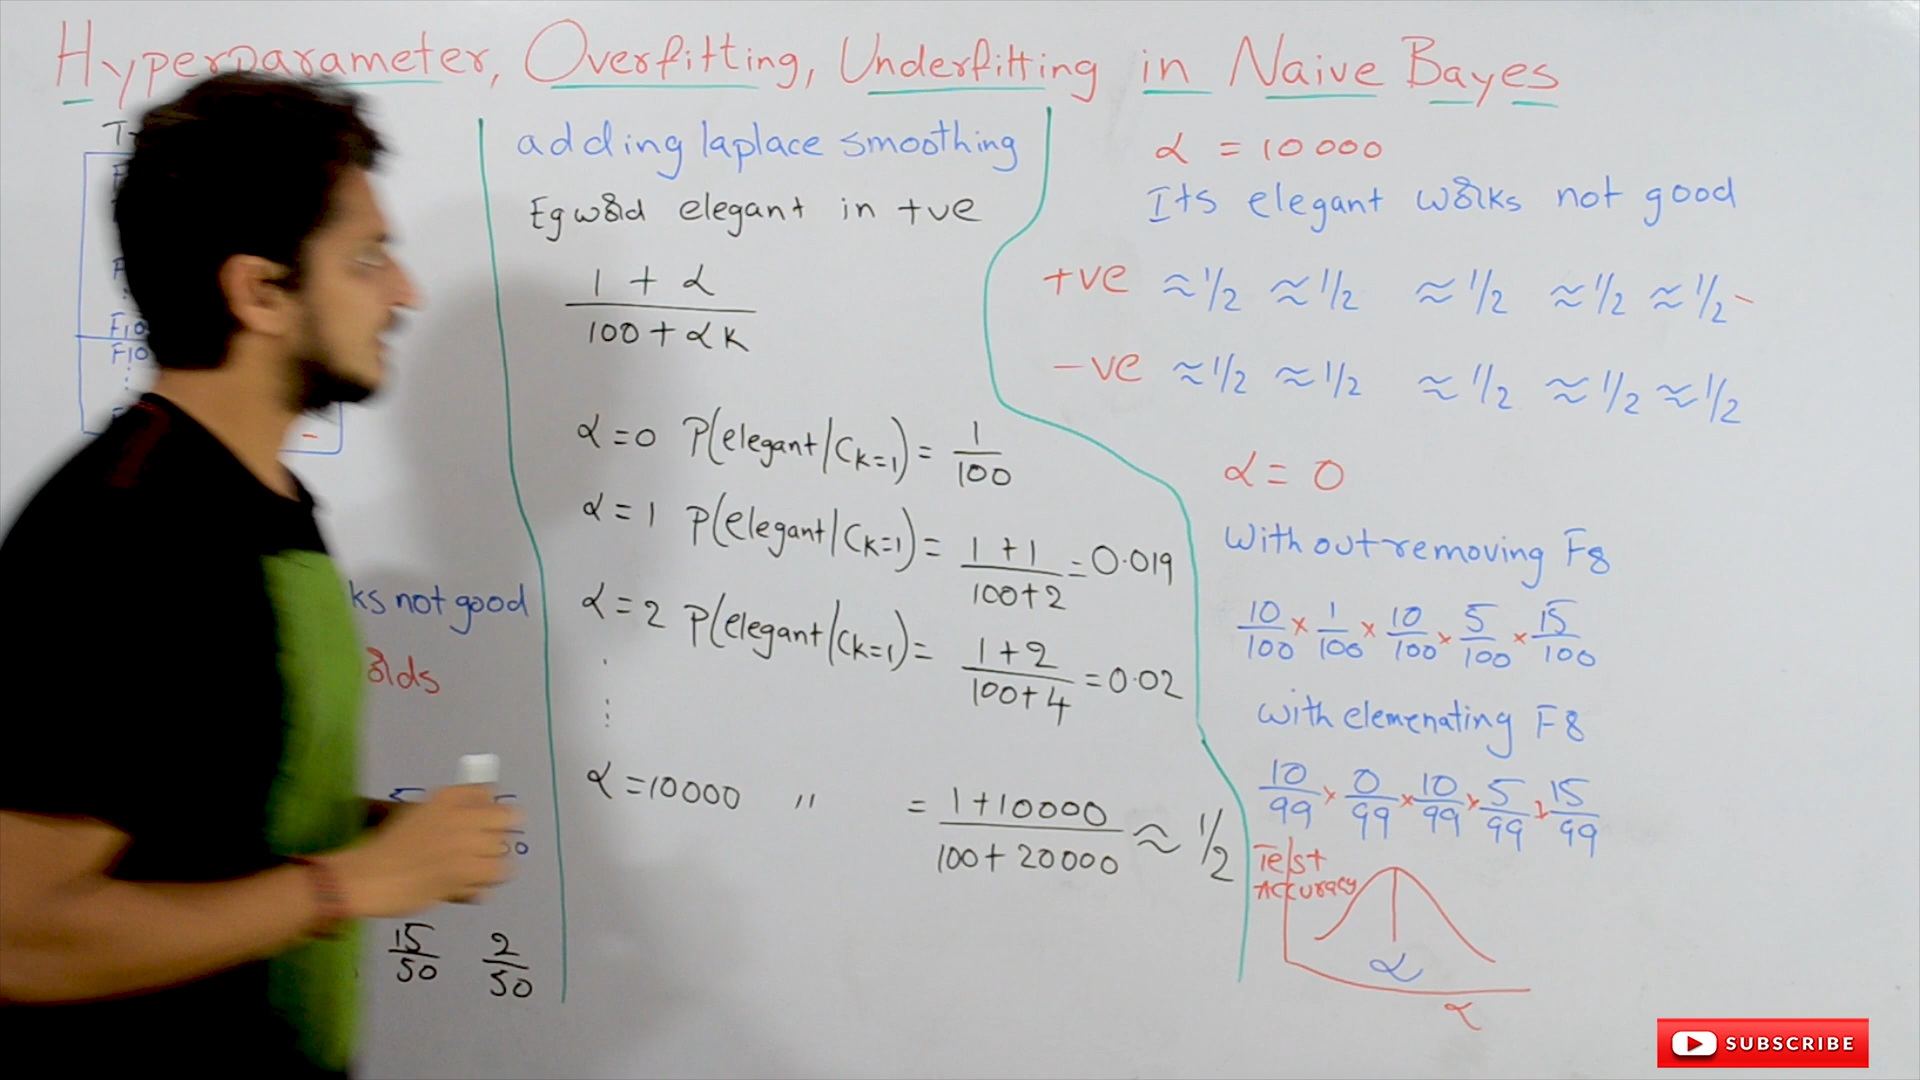 Hyperparameter, Overfitting, Underfitting in Naive Bayes
F10
F10
-
ks not good
15/50 2/50
adding laplace smoothing
Eg word elegant in +ve
1 + α / 100 + αk
α=0 P(elegant/Ck=1) = 1/100
α=1 P(elegant/Ck=1) = 1+1 / 100+2 = 0.019
α=2 P(elegant/Ck=1) = 1+2 / 100+4 = 0.02
α=10000 " = 1+10000 / 100+20000 ≈ 1/2
α = 10000
Its elegant works not good
+ve ≈1/2 ≈1/2 ≈1/2 ≈1/2 ≈1/2
-ve ≈1/2 ≈1/2 ≈1/2 ≈1/2 ≈1/2
α = 0
Without removing F8
10/100 × 1/100 × 10/100 × 5/100 × 15/100
with elemenating F8
10/99 × 0/99 × 10/99 × 5/99 × 15/99
Test
Accuracy
α
α
SUBSCRIBE